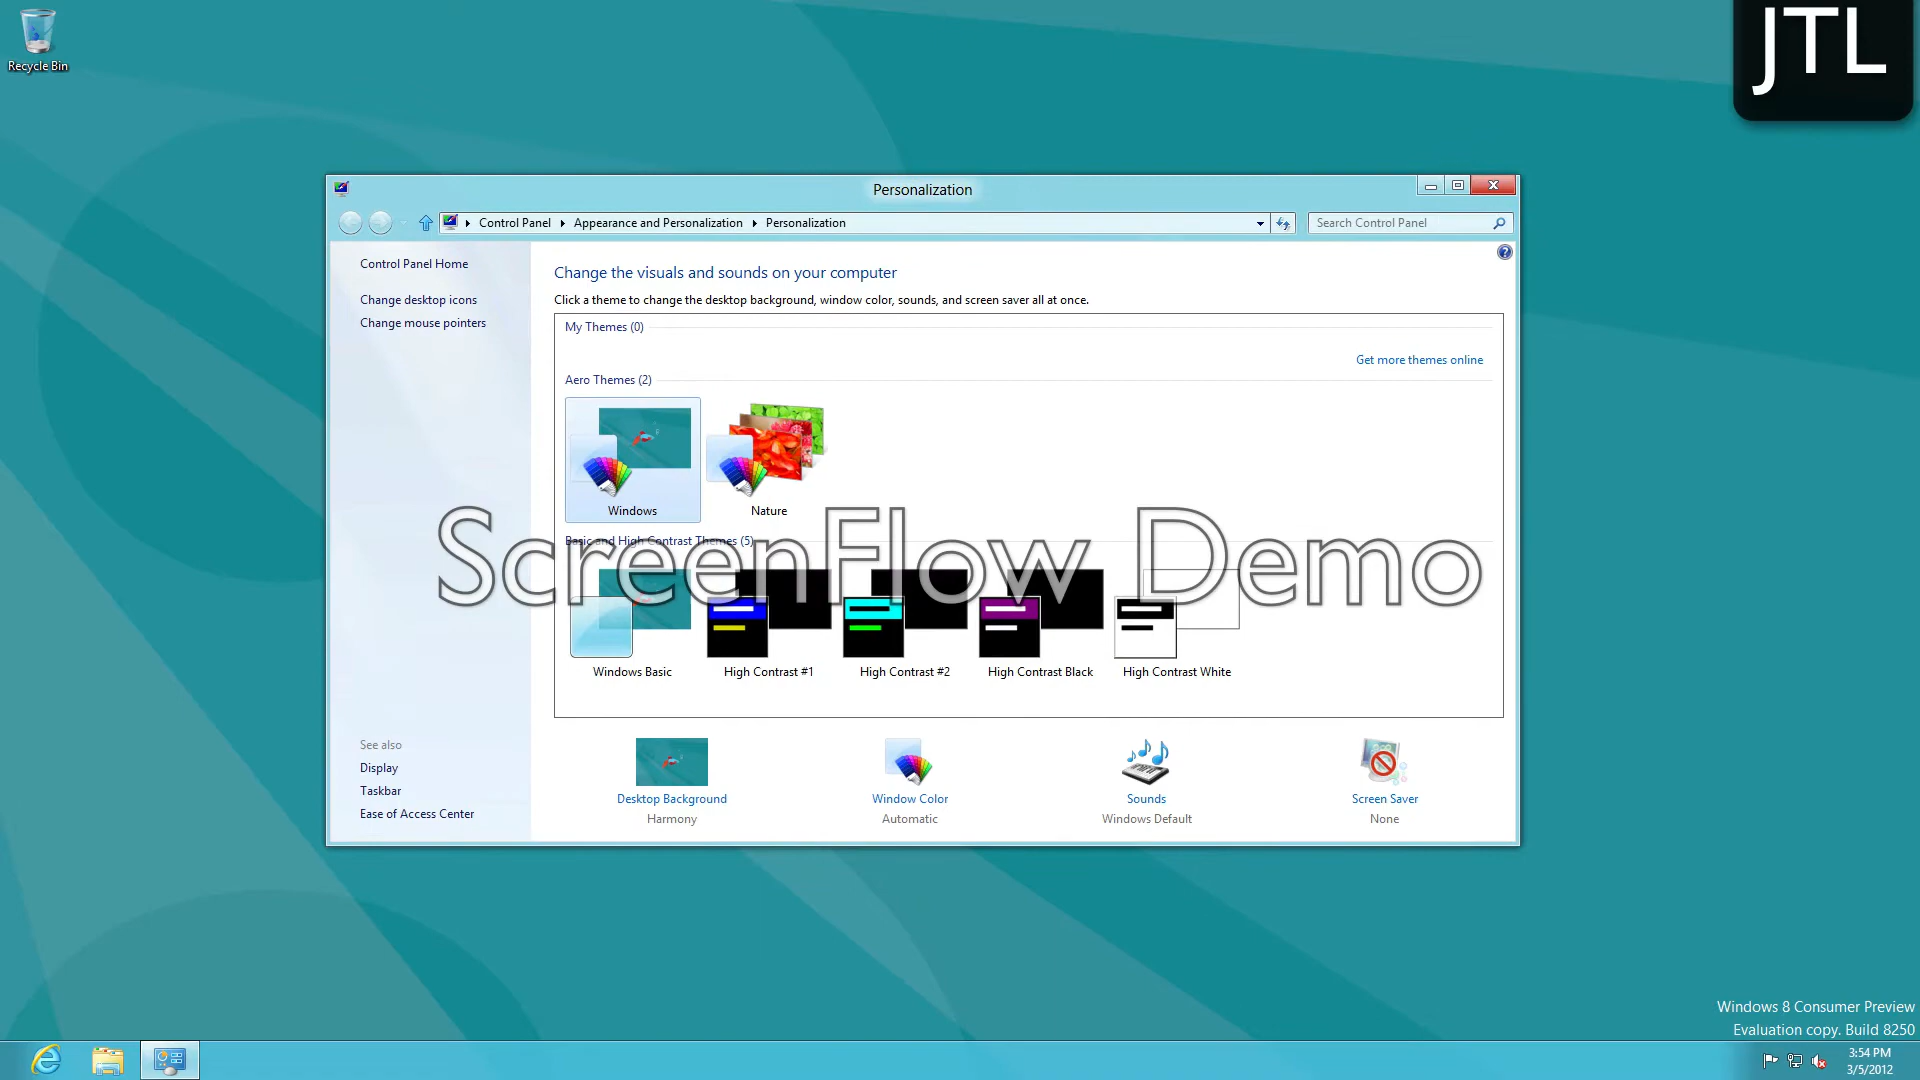 Recycle Bin
JTL
Personalization
Control Panel
Appearance and Personalization
Personalization
Search Control Panel
Control Panel Home
Change desktop icons
Change mouse pointers
Change the visuals and sounds on your computer
Click a theme to change the desktop background, window color, sounds, and screen saver all at once.
My Themes (0)
Get more themes online
Aero Themes (2)
Windows
Nature
Basic and High Contrast Themes (5)
ScreenFlow Demo
Windows Basic
High Contrast #1
High Contrast #2
High Contrast Black
High Contrast White
See also
Display
Taskbar
Ease of Access Center
Desktop Background
Harmony
Window Color
Automatic
Sounds
Windows Default
Screen Saver
None
Windows 8 Consumer Preview
Evaluation copy. Build 8250
3:54 PM
3/5/2012